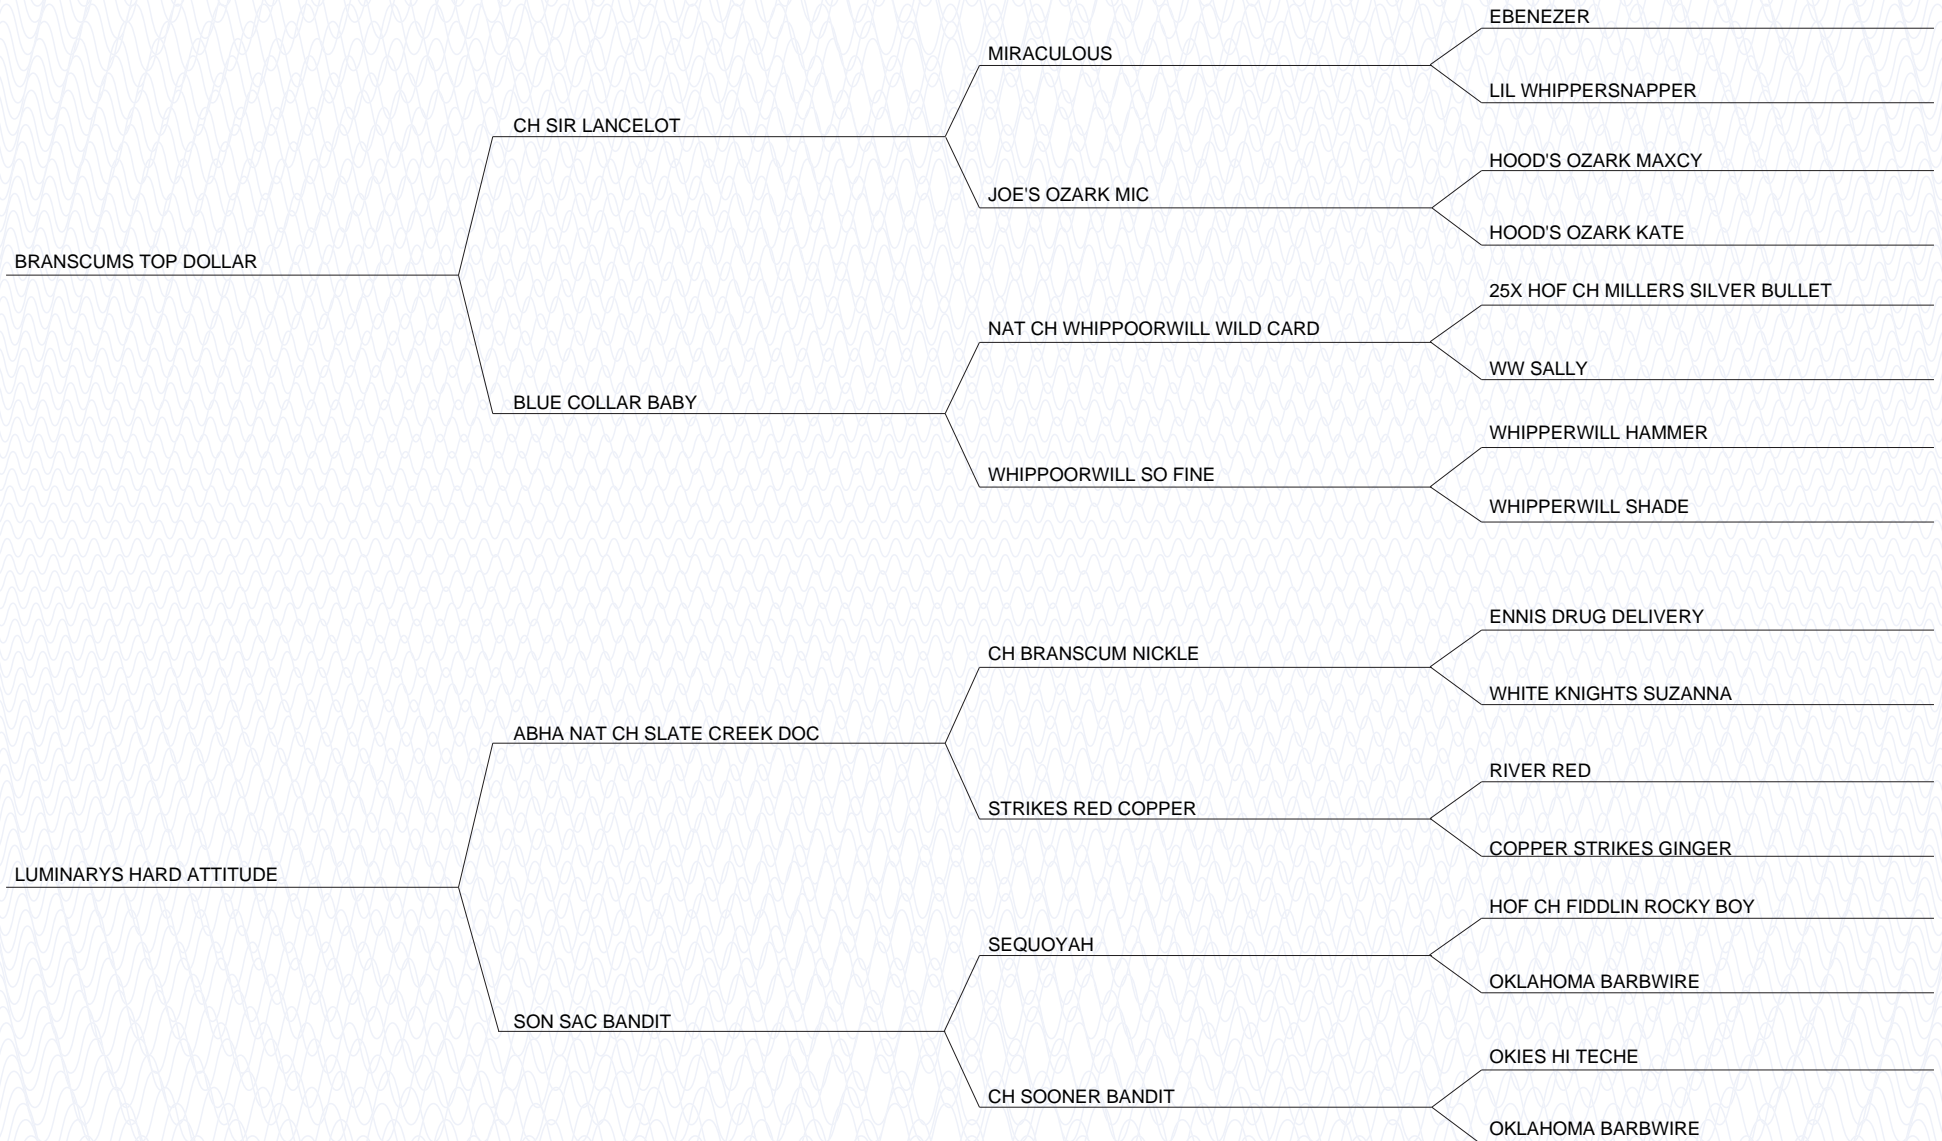 EBENEZER
MIRACULOUS
LIL WHIPPERSNAPPER
CH SIR LANCELOT
HOOD'S OZARK MAXCY
JOE'S OZARK MIC
HOOD'S OZARK KATE
BRANSCUMS TOP DOLLAR
25X HOF CH MILLERS SILVER BULLET
NAT CH WHIPPOORWILL WILD CARD
WW SALLY
BLUE COLLAR BABY
WHIPPERWILL HAMMER
WHIPPOORWILL SO FINE
WHIPPERWILL SHADE
ENNIS DRUG DELIVERY
CH BRANSCUM NICKLE
WHITE KNIGHTS SUZANNA
ABHA NAT CH SLATE CREEK DOC
RIVER RED
STRIKES RED COPPER
COPPER STRIKES GINGER
LUMINARYS HARD ATTITUDE
HOF CH FIDDLIN ROCKY BOY
SEQUOYAH
OKLAHOMA BARBWIRE
SON SAC BANDIT
OKIES HI TECHE
CH SOONER BANDIT
OKLAHOMA BARBWIRE